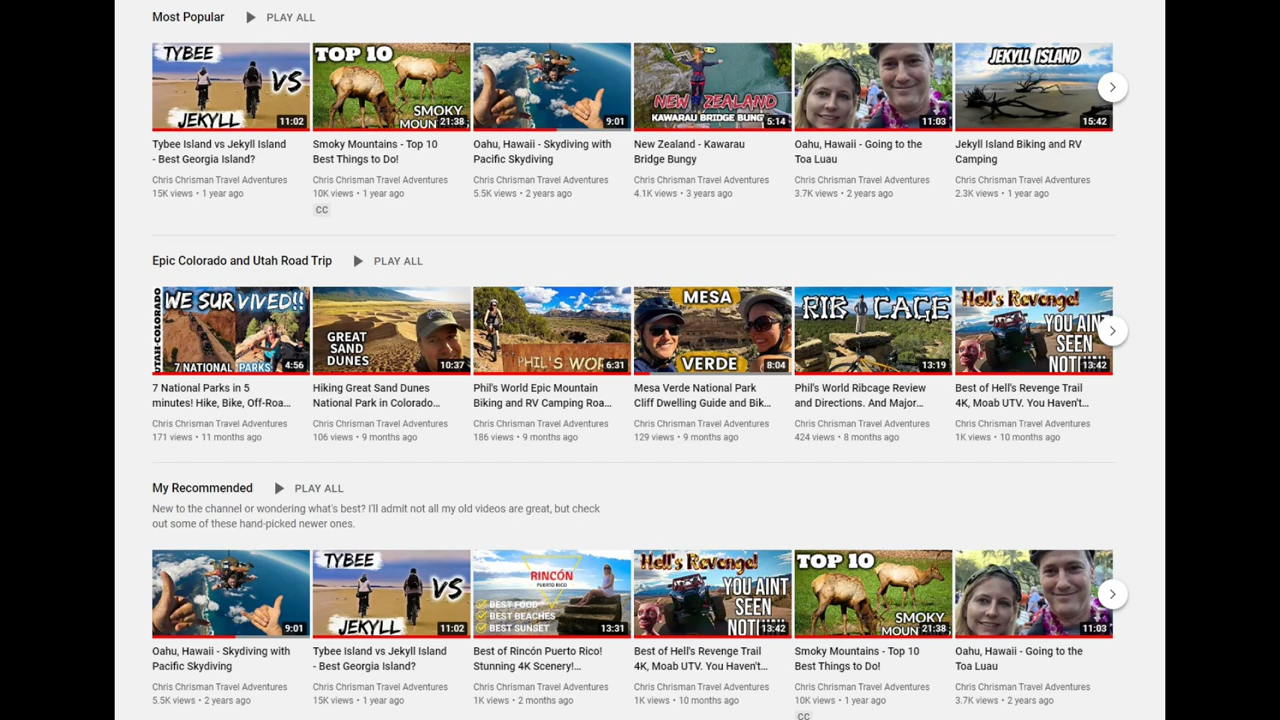 Most Popular PLAY ALL
TYBEE
VS
JEKYLL
11:02
TOP 10
SMOKY
MOUN
21:38
9:01
NEW ZEALAND
KAWARAU BRIDGE BUNG
5:14
11:03
JEKYLL ISLAND
15:42
Tybee Island vs Jekyll Island
- Best Georgia Island?
Chris Chrisman Travel Adventures
15K views • 1 year ago
Smoky Mountains - Top 10
Best Things to Do!
Chris Chrisman Travel Adventures
10K views • 1 year ago
CC
Oahu, Hawaii - Skydiving with
Pacific Skydiving
Chris Chrisman Travel Adventures
5.5K views • 2 years ago
New Zealand - Kawarau
Bridge Bungy
Chris Chrisman Travel Adventures
4.1K views • 3 years ago
Oahu, Hawaii - Going to the
Toa Luau
Chris Chrisman Travel Adventures
3.7K views • 2 years ago
Jekyll Island Biking and RV
Camping
Chris Chrisman Travel Adventures
2.3K views • 1 year ago
Epic Colorado and Utah Road Trip PLAY ALL
UTAH-COLORADO
WE SURVIVED!!
7 NATIONAL PARKS
4:56
GREAT
SAND
DUNES
10:37
PHIL'S WOR
6:31
MESA
VERDE
8:04
RIB CAGE
13:19
Hell's Revenge!
YOU AINT
SEEN
NOT
13:42
7 National Parks in 5
minutes! Hike, Bike, Off-Roa...
Chris Chrisman Travel Adventures
171 views • 11 months ago
Hiking Great Sand Dunes
National Park in Colorado...
Chris Chrisman Travel Adventures
106 views • 9 months ago
Phil's World Epic Mountain
Biking and RV Camping Roa...
Chris Chrisman Travel Adventures
186 views • 9 months ago
Mesa Verde National Park
Cliff Dwelling Guide and Bik...
Chris Chrisman Travel Adventures
129 views • 9 months ago
Phil's World Ribcage Review
and Directions. And Major...
Chris Chrisman Travel Adventures
424 views • 8 months ago
Best of Hell's Revenge Trail
4K, Moab UTV. You Haven't...
Chris Chrisman Travel Adventures
1K views • 10 months ago
My Recommended PLAY ALL
New to the channel or wondering what's best? I'll admit not all my old videos are great, but check
out some of these hand-picked newer ones.
9:01
TYBEE
VS
JEKYLL
11:02
RINCÓN
PUERTO RICO
BEST FOOD
BEST BEACHES
BEST SUNSET
13:31
Hell's Revenge!
YOU AINT
SEEN
NOT
13:42
TOP 10
SMOKY
MOUN
21:38
11:03
Oahu, Hawaii - Skydiving with
Pacific Skydiving
Chris Chrisman Travel Adventures
5.5K views • 2 years ago
Tybee Island vs Jekyll Island
- Best Georgia Island?
Chris Chrisman Travel Adventures
15K views • 1 year ago
Best of Rincón Puerto Rico!
Stunning 4K Scenery!...
Chris Chrisman Travel Adventures
1K views • 2 months ago
Best of Hell's Revenge Trail
4K, Moab UTV. You Haven't...
Chris Chrisman Travel Adventures
1K views • 10 months ago
Smoky Mountains - Top 10
Best Things to Do!
Chris Chrisman Travel Adventures
10K views • 1 year ago
CC
Oahu, Hawaii - Going to the
Toa Luau
Chris Chrisman Travel Adventures
3.7K views • 2 years ago